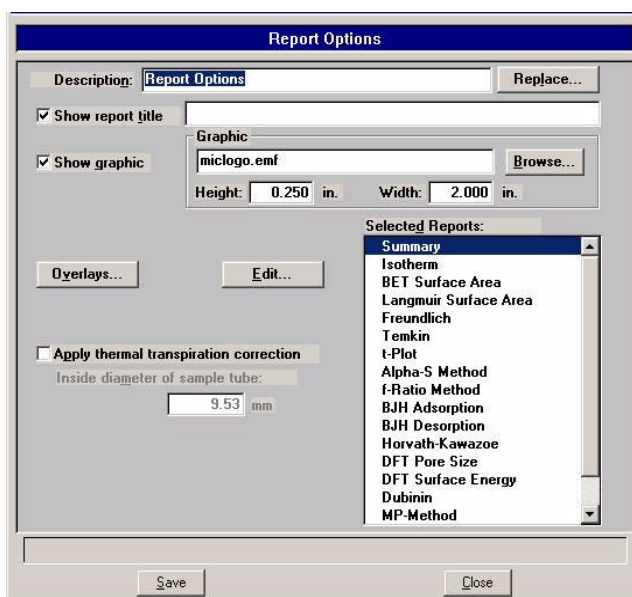 Report Options
Description: Report Options Replace...
Show report title
Graphic
Show graphic miclogo.emf Browse...
Height: 0.250 in. Width: 2.000 in.
Selected Reports:
Summary
Isotherm
BET Surface Area
Langmuir Surface Area
Freundlich
Temkin
t-Plot
Alpha-S Method
f-Ratio Method
BJH Adsorption
BJH Desorption
Horvath-Kawazoe
DFT Pore Size
DFT Surface Energy
Dubinin
MP-Method
Overlays... Edit...
Apply thermal transpiration correction
Inside diameter of sample tube:
9.53 mm
Save Close